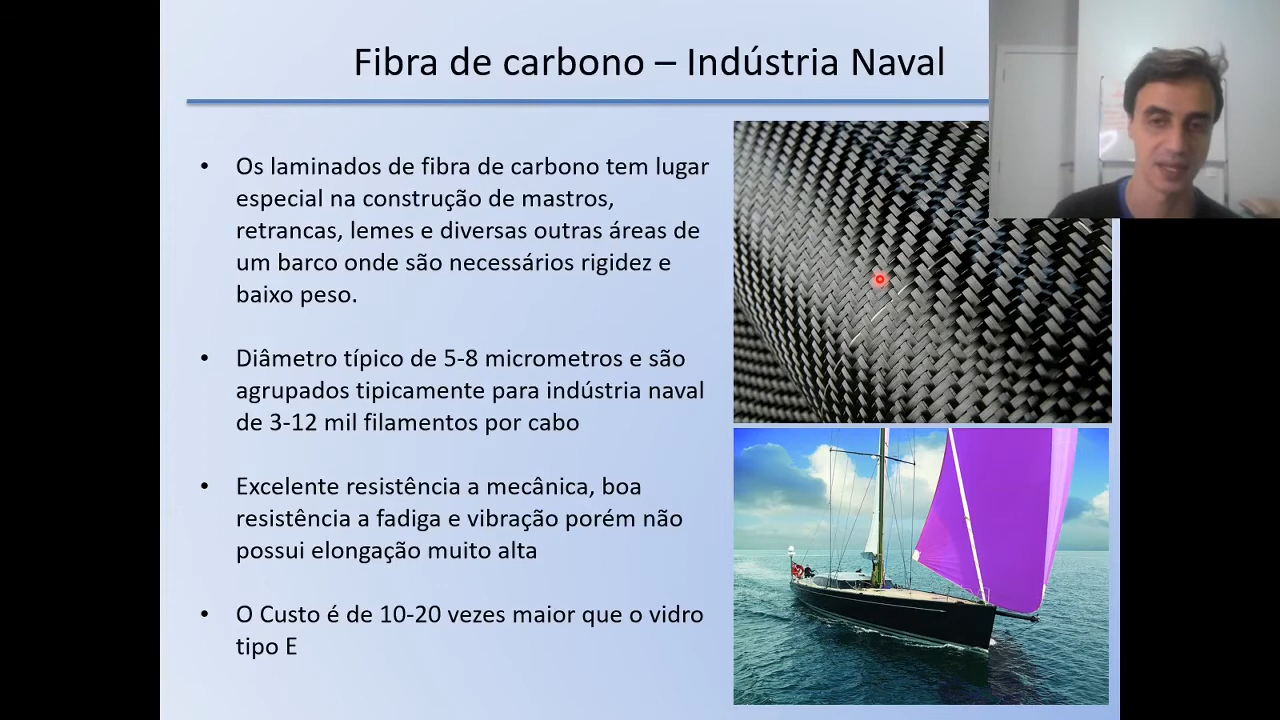 Fibra de carbono – Indústria Naval
• Os laminados de fibra de carbono tem lugar
especial na construção de mastros,
retrancas, lemes e diversas outras áreas de
um barco onde são necessários rigidez e
baixo peso.
• Diâmetro típico de 5-8 micrometros e são
agrupados tipicamente para indústria naval
de 3-12 mil filamentos por cabo
• Excelente resistência a mecânica, boa
resistência a fadiga e vibração porém não
possui elongação muito alta
• O Custo é de 10-20 vezes maior que o vidro
tipo E